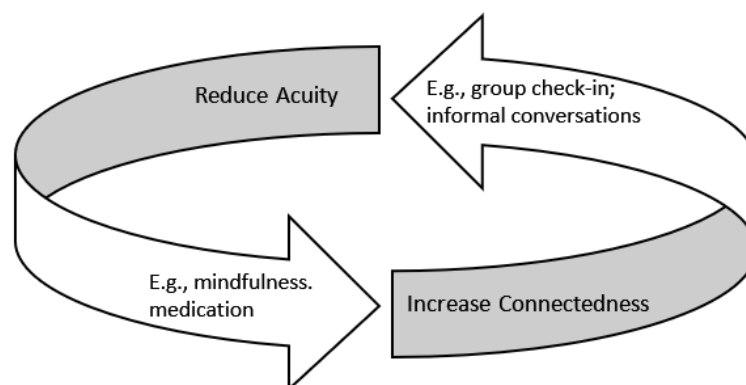 Reduce Acuity
E.g., group check-in;
informal conversations
E.g., mindfulness.
medication
Increase Connectedness